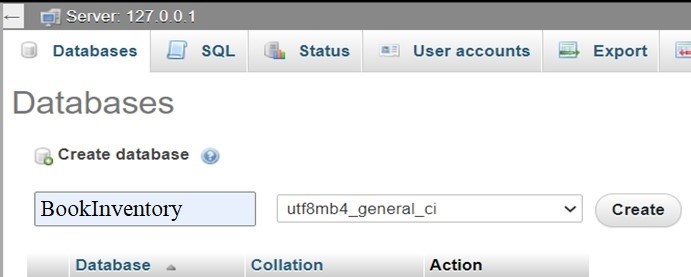 Server: 127.0.0.1
Databases SQL Status User accounts Export
Databases
Create database
BookInventory utf8mb4_general_ci Create
Database Collation Action